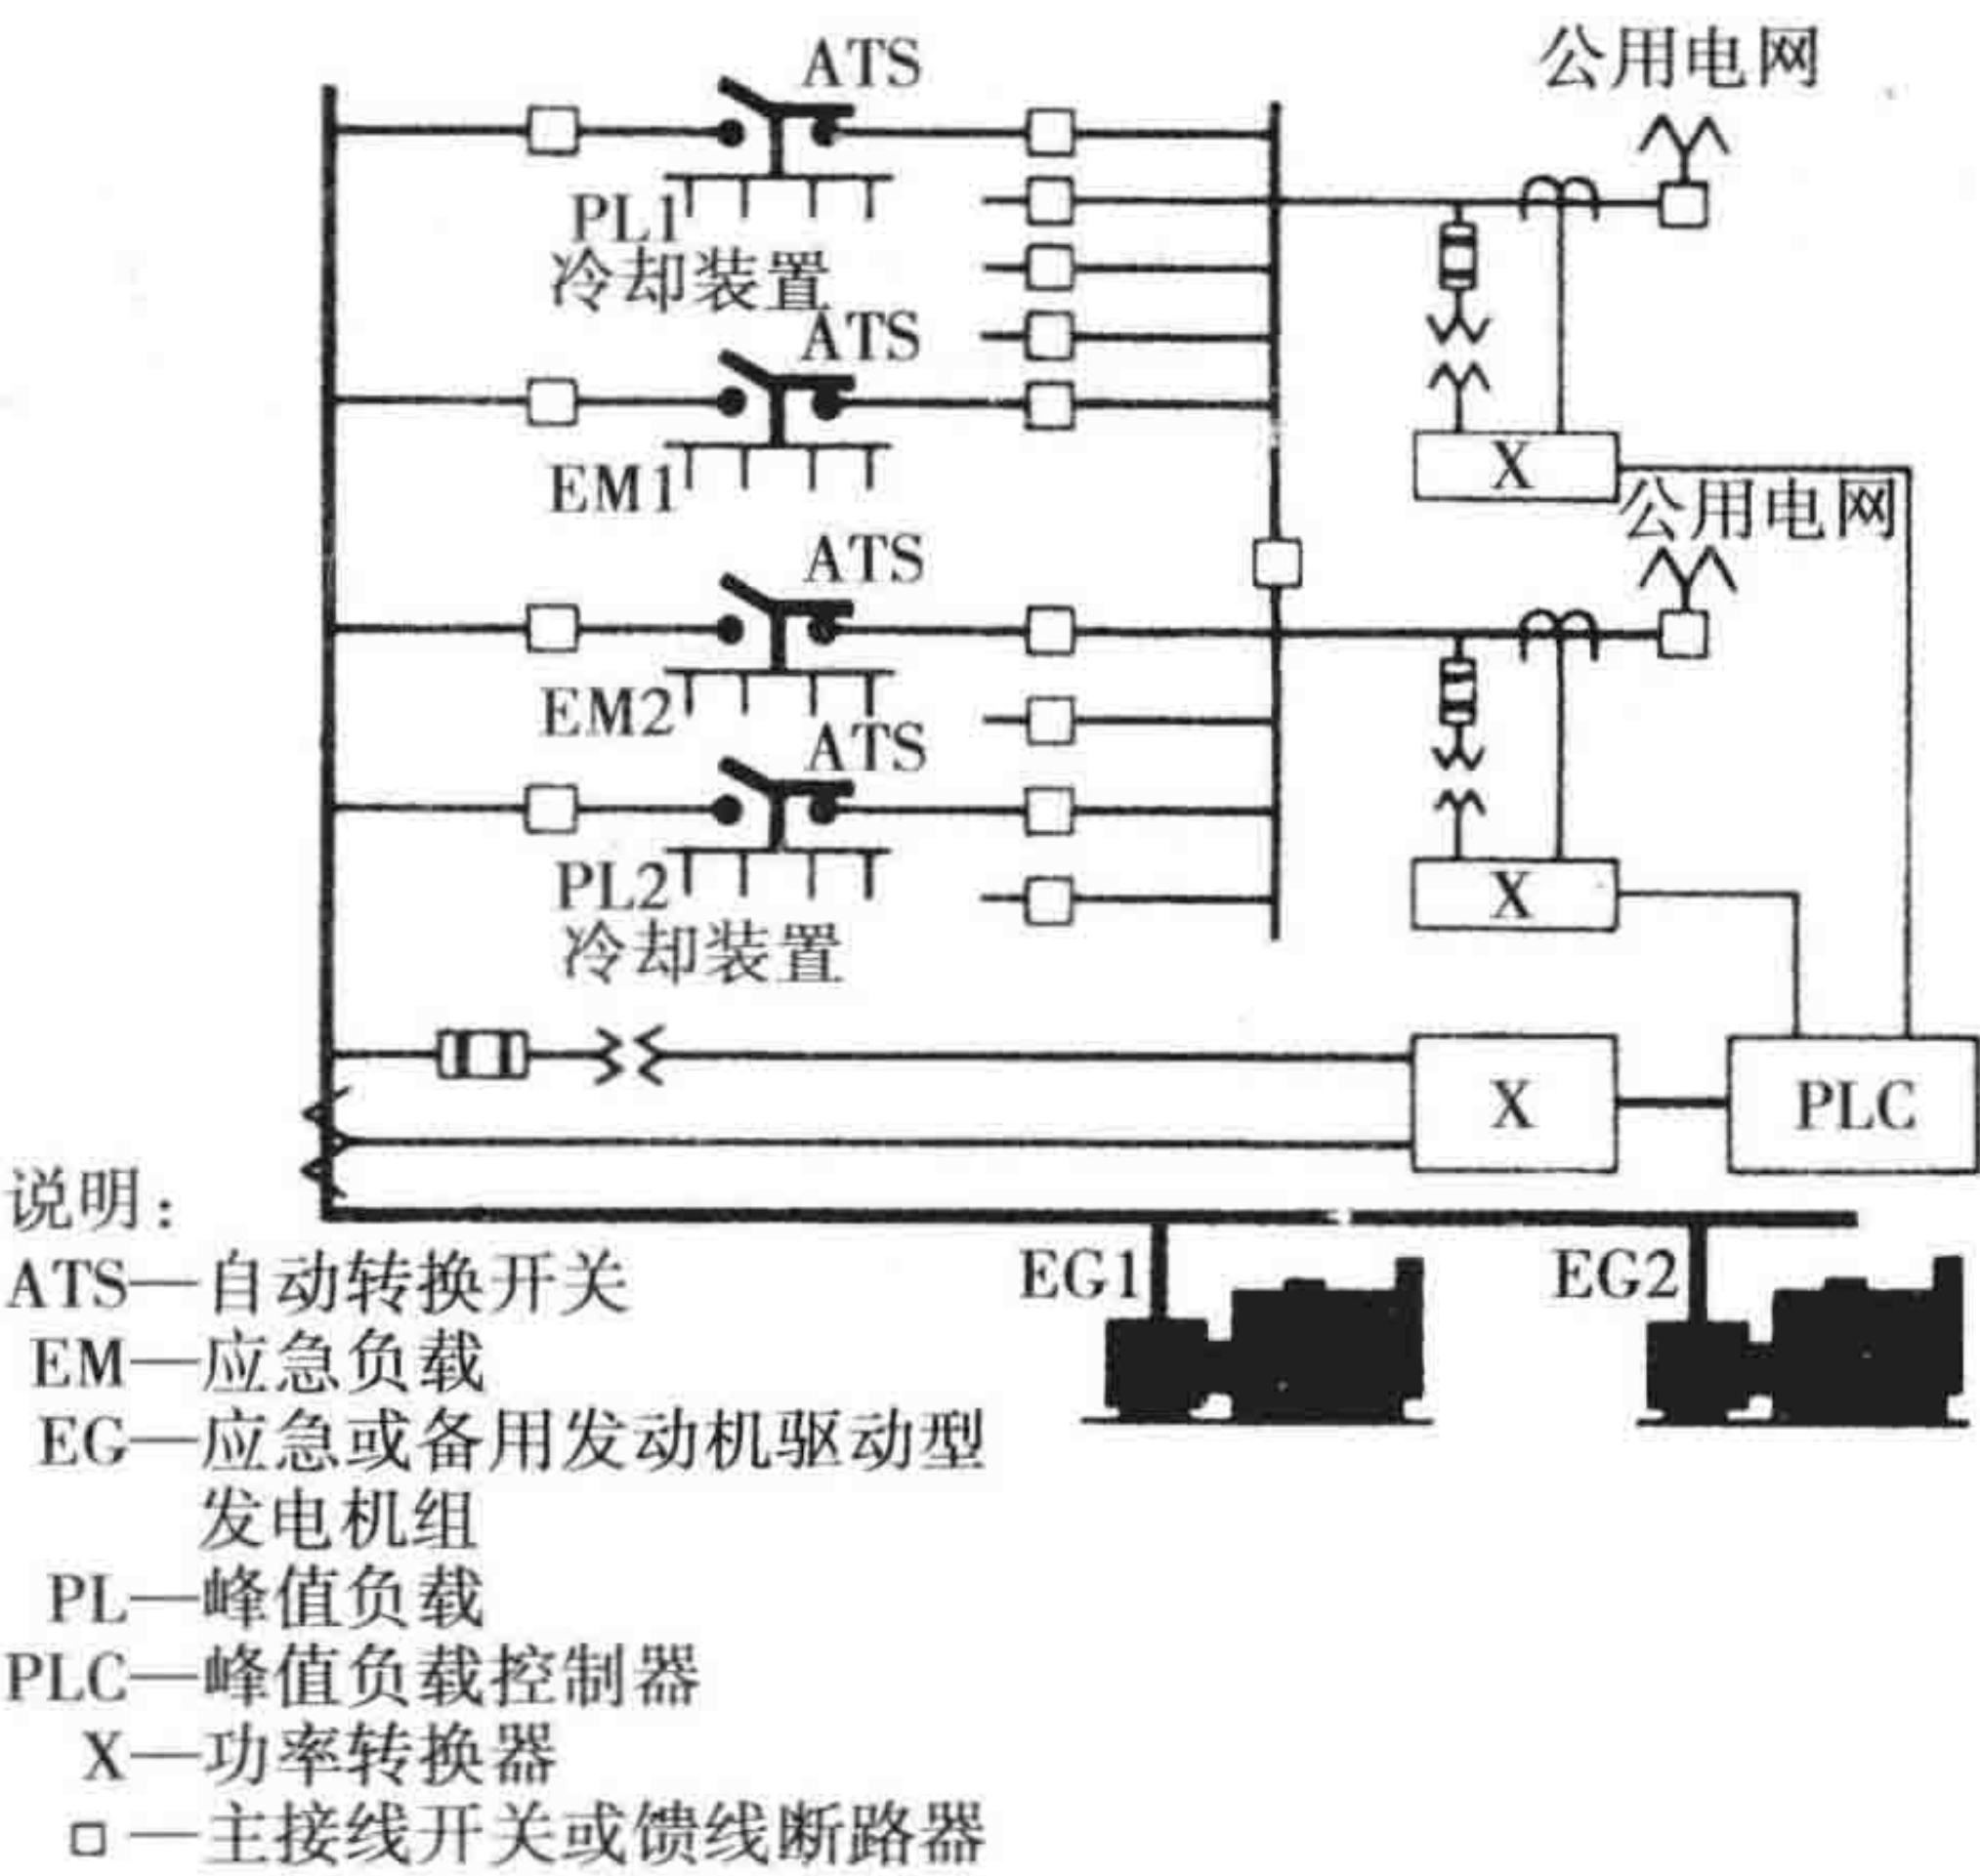 ATS
公用电网
PL1
冷却装置
ATS
EM1
X
公用电网
ATS
EM2
ATS
PL2
X
冷却装置
X
PLC
说明：
EG1
EG2
ATS—自动转换开关
EM—应急负载
EG—应急或备用发动机驱动型
发电机组
PL—峰值负载
PLC—峰值负载控制器
X—功率转换器
□—主接线开关或馈线断路器